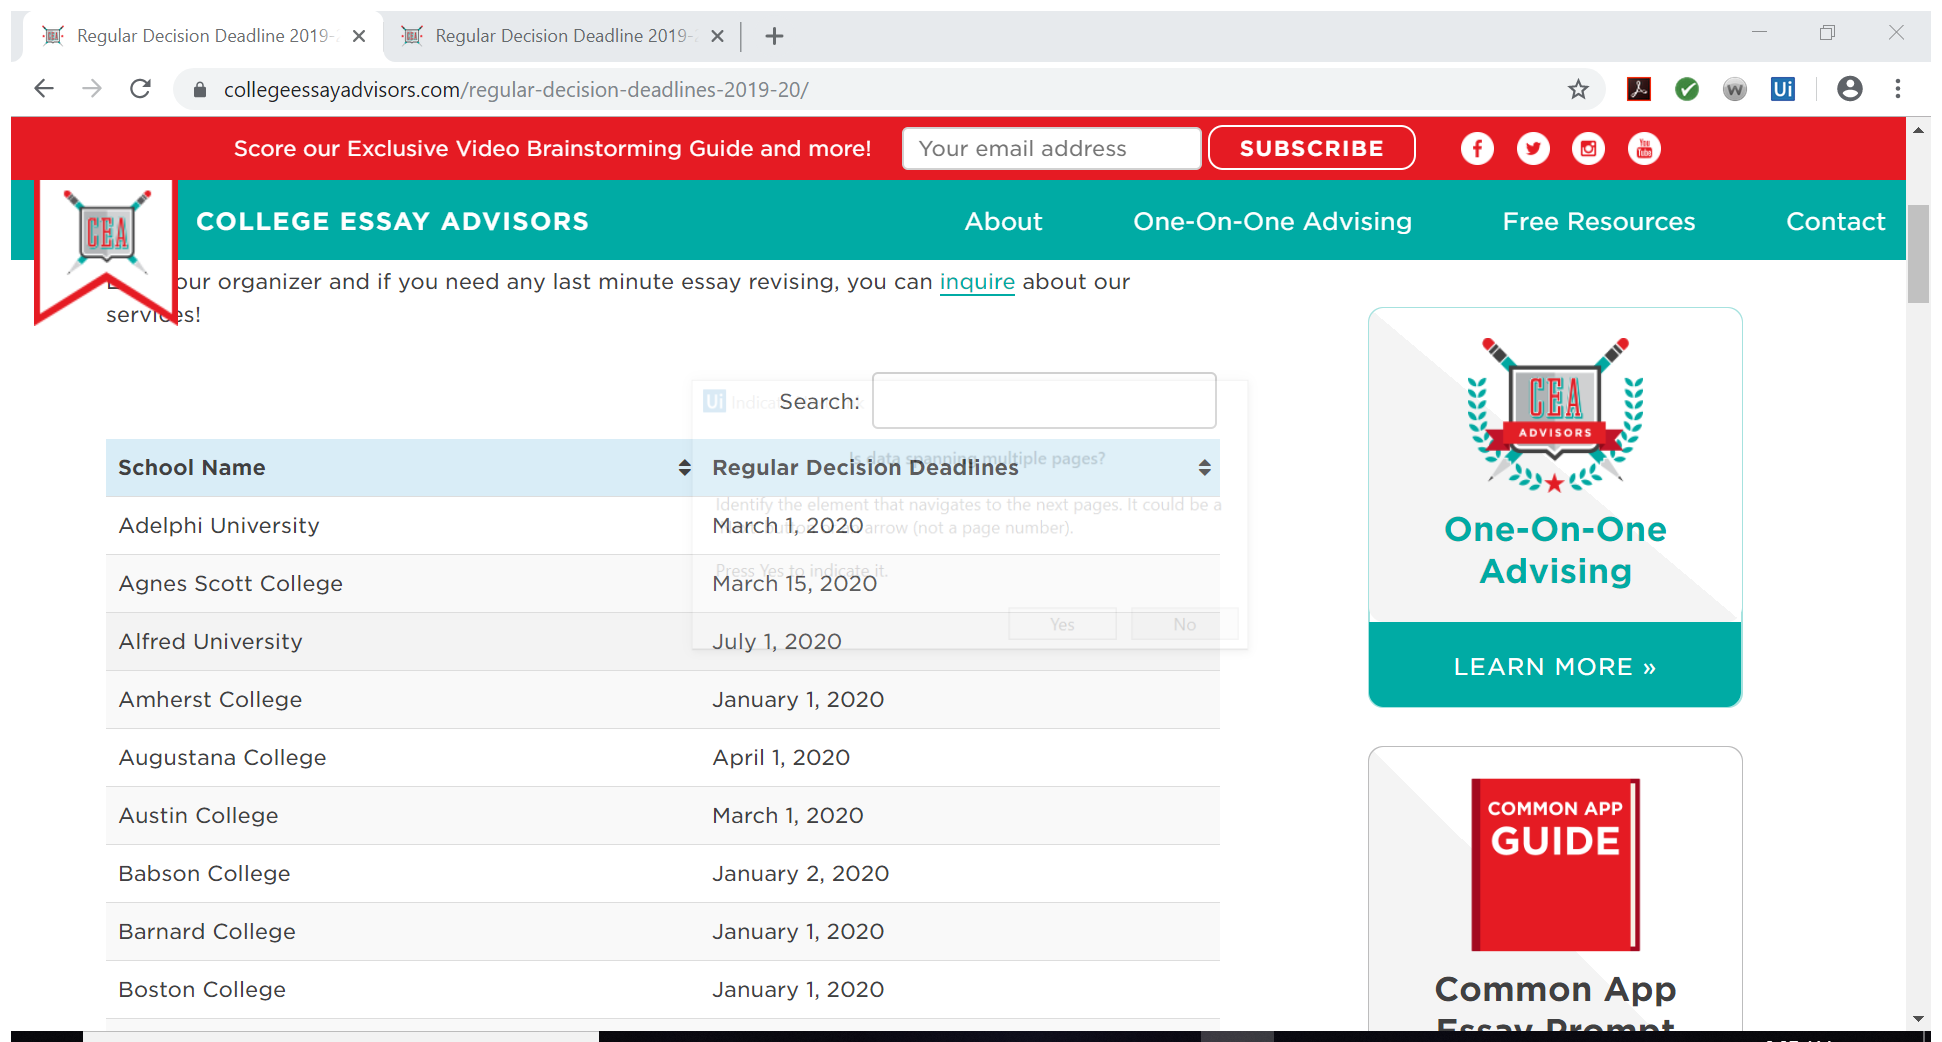 Regular Decision Deadline 2019-
Regular Decision Deadline 2019-
collegeessayadvisors.com/regular-decision-deadlines-2019-20/
W
Ui
Score our Exclusive Video Brainstorming Guide and more!
Your email address
SUBSCRIBE
You Tube
CEA
COLLEGE ESSAY ADVISORS
About
One-On-One Advising
Free Resources
Contact
our organizer and if you need any last minute essay revising, you can inquire about our
services!
Ui
Search:
Is data spanning multiple pages?
School Name
Regular Decision Deadlines
Identify the element that navigates to the next pages. It could be a
arrow (not a page number).
Adelphi University
March 1, 2020
Press Yes to indicate it.
Agnes Scott College
March 15, 2020
Yes
No
Alfred University
July 1, 2020
Amherst College
January 1, 2020
Augustana College
April 1, 2020
Austin College
March 1, 2020
Babson College
January 2, 2020
Barnard College
January 1, 2020
Boston College
January 1, 2020
CEA
ADVISORS
One-On-One
Advising
LEARN MORE »
COMMON APP
GUIDE
Common App
Essay Prompt